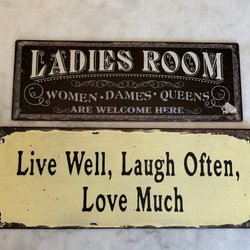 LADIES ROOM
WOMEN · DAMES · QUEENS
ARE WELCOME HERE
Live Well, Laugh Often,
Love Much